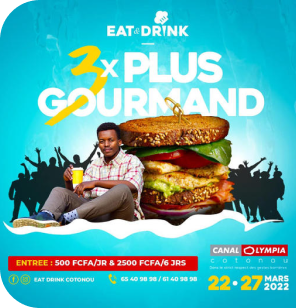 EAT & DRINK
3X PLUS
GOURMAND
ENTREE : 500 FCFA/JR & 2500 FCFA/6 JRS
CANAL OLYMPIA
cotonou
EAT DRINK COTONOU
65 40 98 98 / 61 40 98 98
22 • 27 MARS
2022